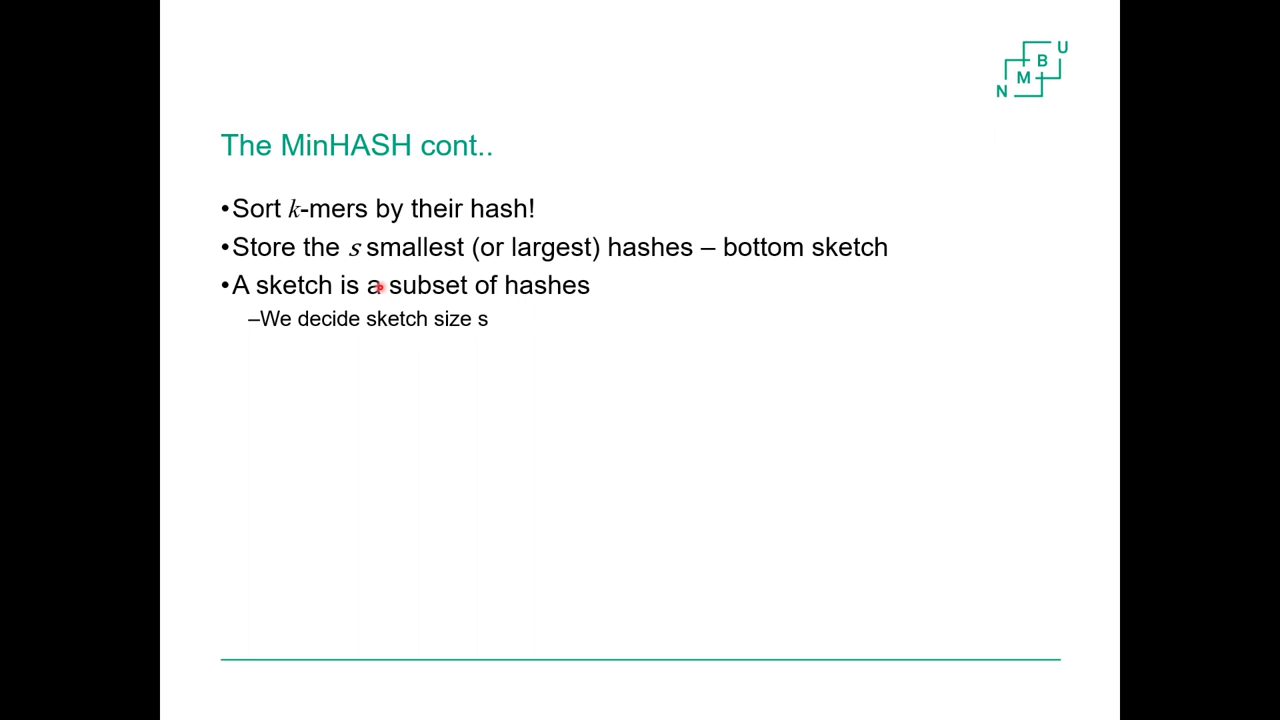 N M B U
The MinHASH cont..
•Sort k-mers by their hash!
•Store the s smallest (or largest) hashes – bottom sketch
•A sketch is a subset of hashes
–We decide sketch size s